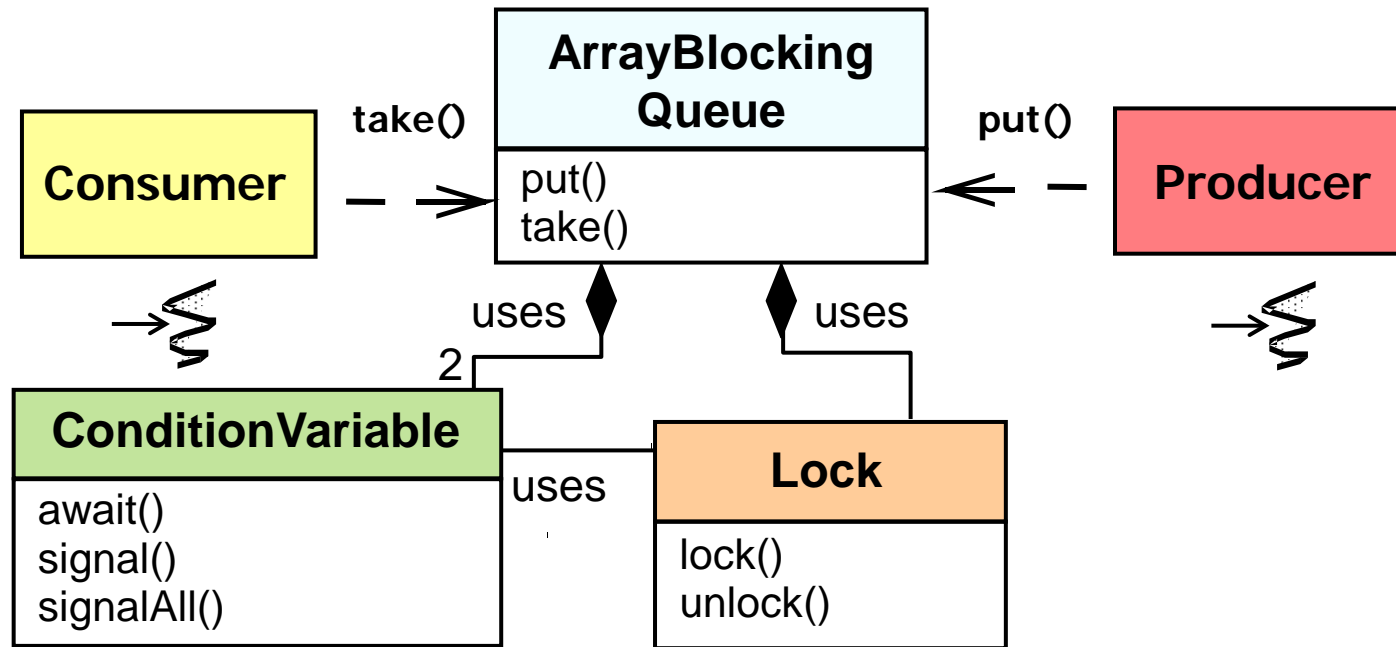 ArrayBlocking
Queue
take()
put()
Consumer
Producer
put()
take()
uses
uses
2
ConditionVariable
Lock
uses
await()
signal()
signalAll()
lock()
unlock()